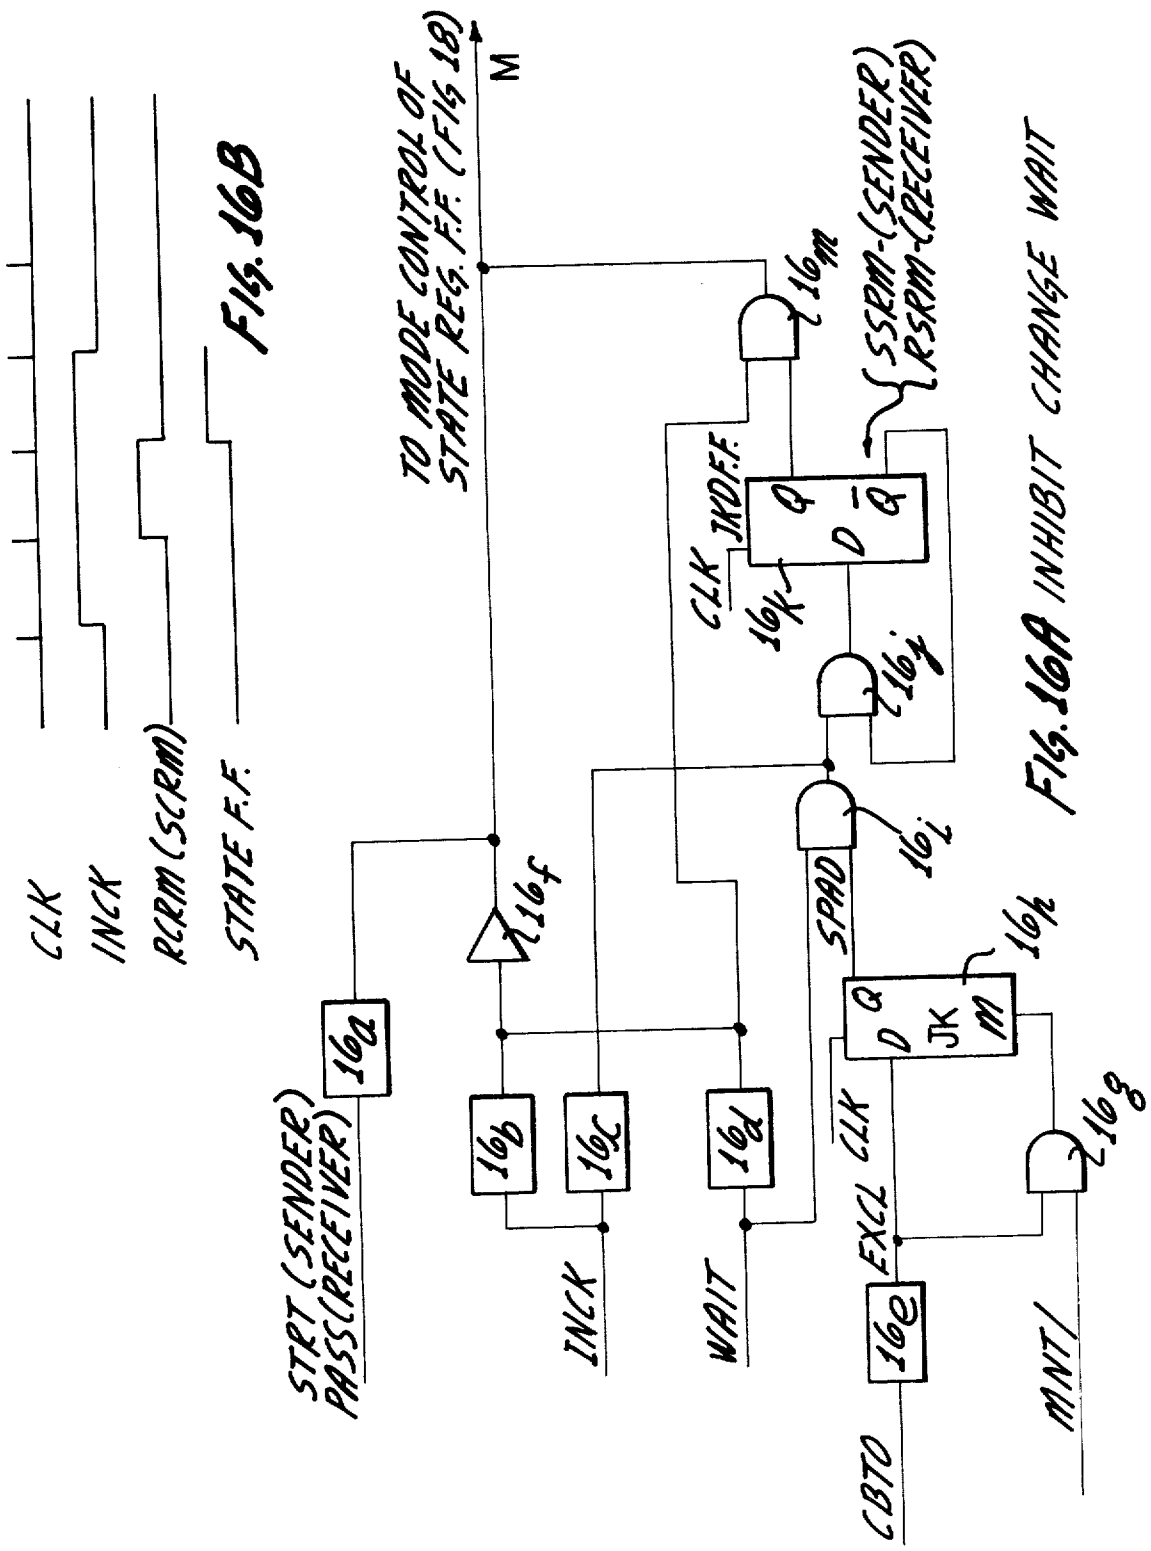 CLK
INCK
RCRM (SCRM)
STATE F.F.
FIG. 16B
TO MODE CONTROL OF
STATE REG. F.F. (FIG 18)
M
STRT (SENDER)
PASS (RECEIVER)
16a
16f
INCK
16b
16c
WAIT
16d
SPAD
16i
16j
CLK
JKDF.F.
16k
D
Q
Q̅
16m
SSRM-(SENDER)
RSRM-(RECEIVER)
CBTO
16e
EXCL
CLK
D
Q
JK
M
16h
MNT/
16g
FIG. 16A INHIBIT CHANGE WAIT